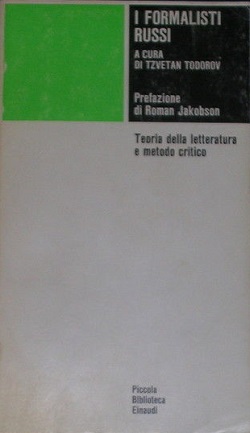 I FORMALISTI
RUSSI
A CURA
DI TZVETAN TODOROV
Prefazione
di Roman Jakobson
Teoria della letteratura
e metodo critico
Piccola
Biblioteca
Einaudi